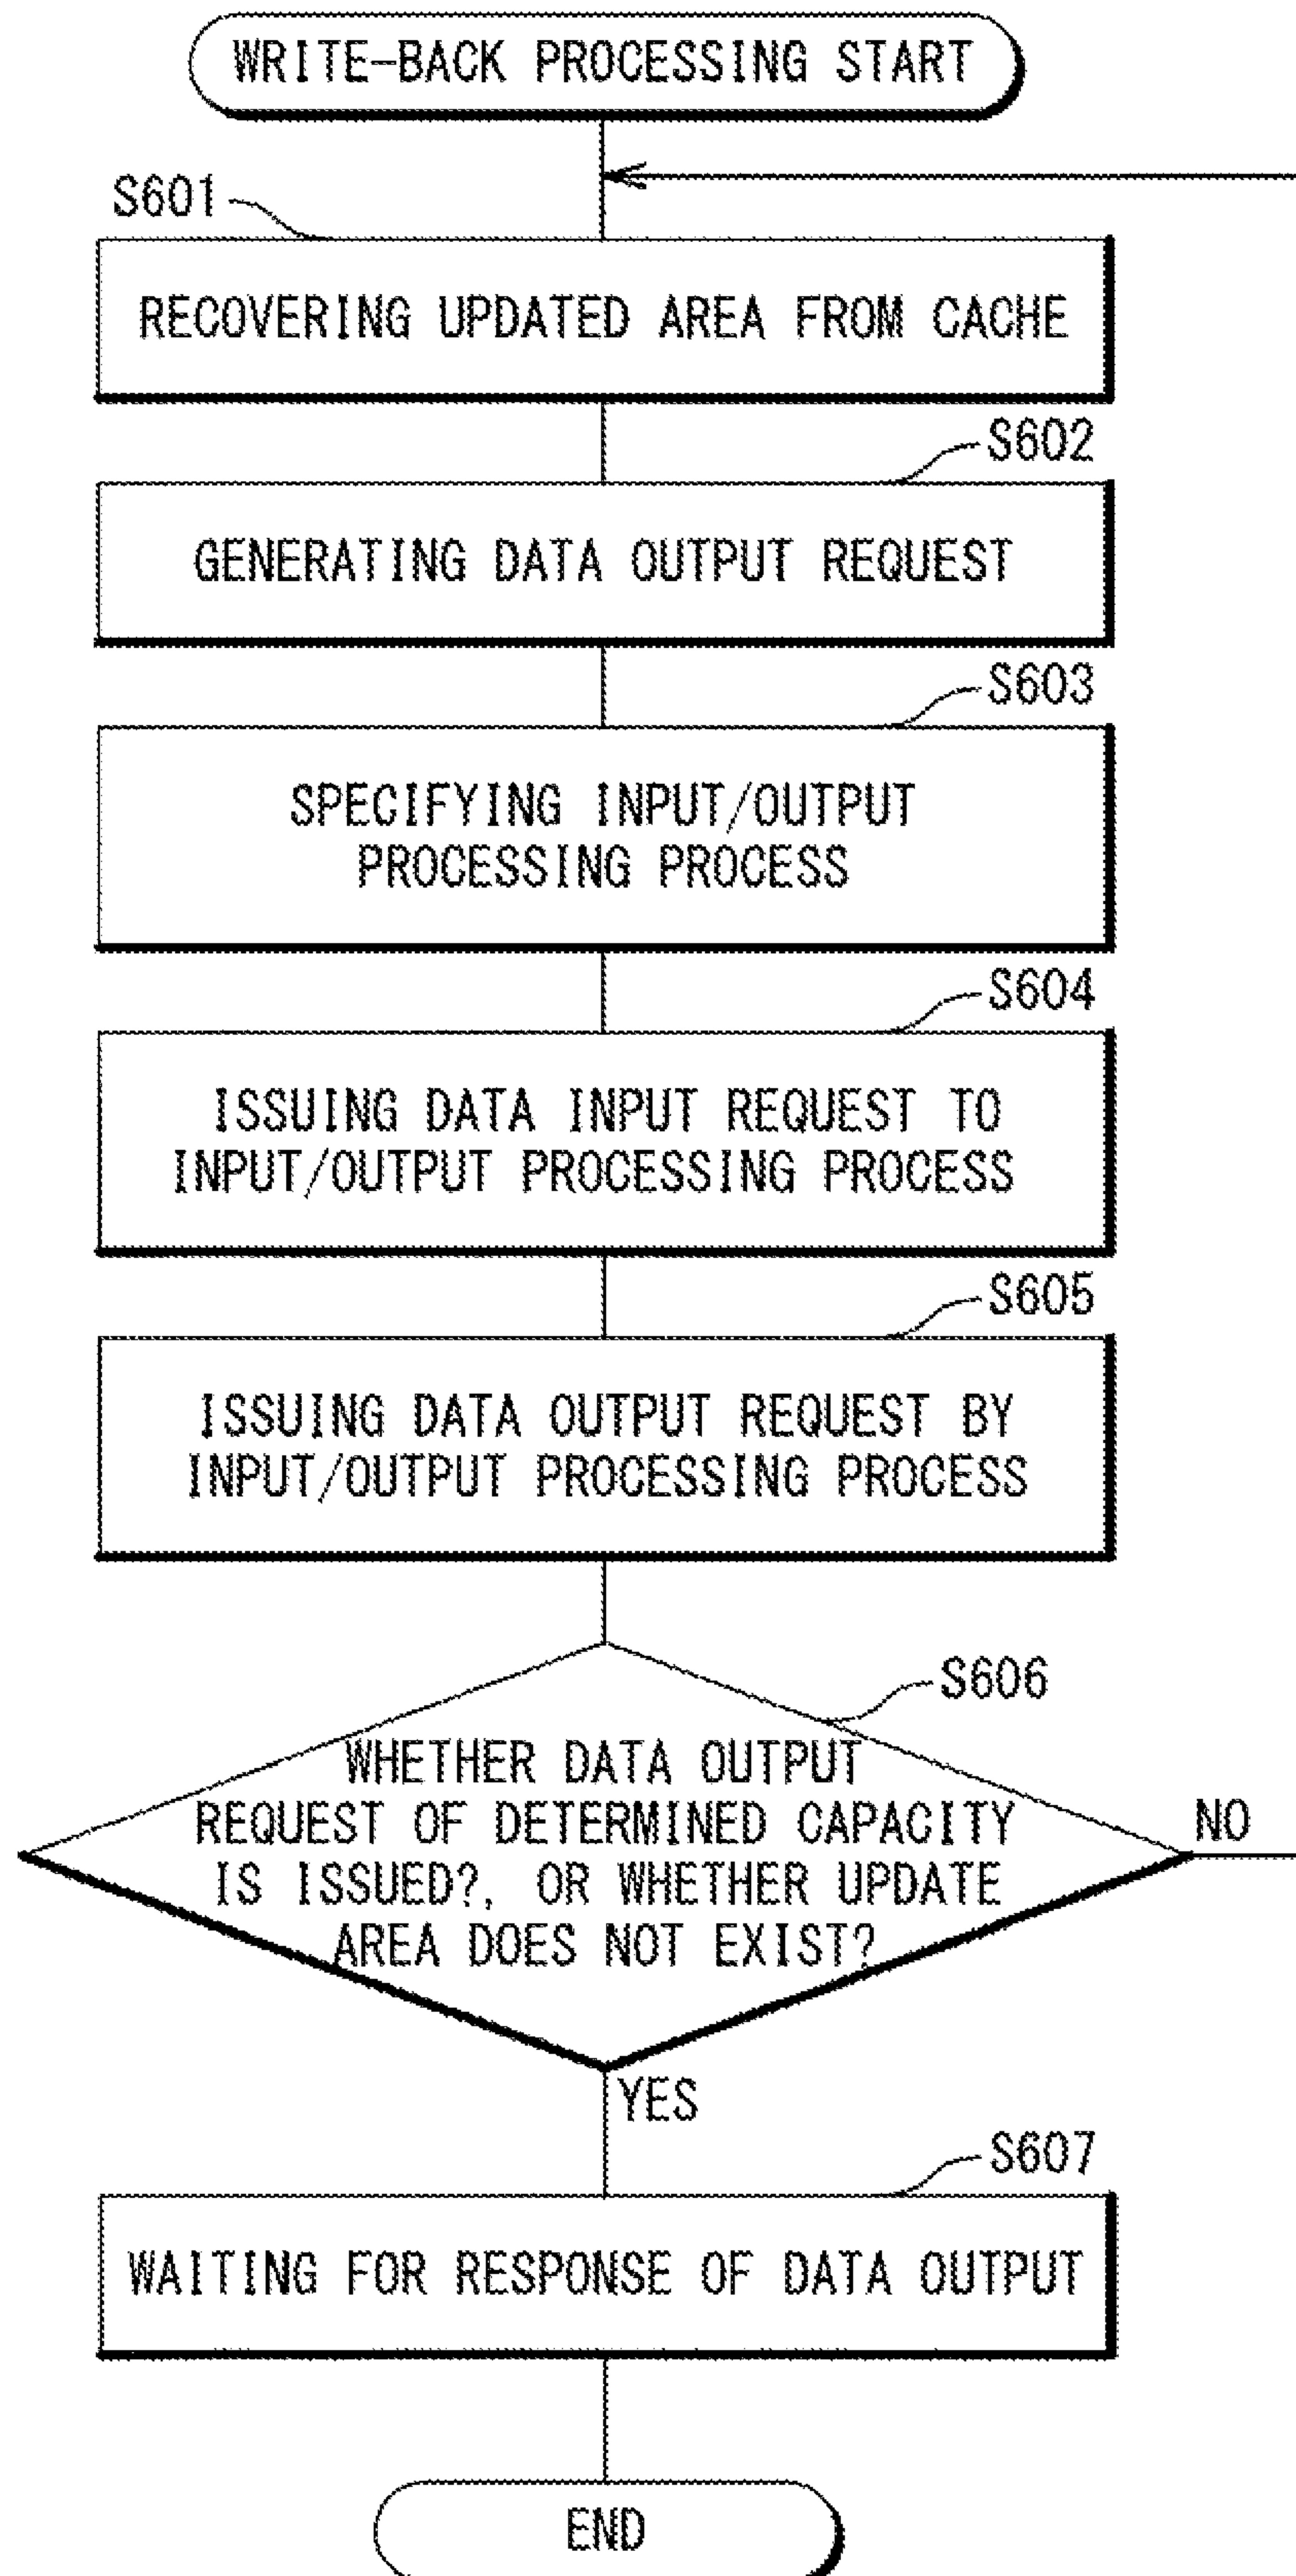 WRITE-BACK PROCESSING START
S601
RECOVERING UPDATED AREA FROM CACHE
S602
GENERATING DATA OUTPUT REQUEST
S603
SPECIFYING INPUT/OUTPUT
PROCESSING PROCESS
S604
ISSUING DATA INPUT REQUEST TO
INPUT/OUTPUT PROCESSING PROCESS
S605
ISSUING DATA OUTPUT REQUEST BY
INPUT/OUTPUT PROCESSING PROCESS
S606
WHETHER DATA OUTPUT
REQUEST OF DETERMINED CAPACITY
IS ISSUED?, OR WHETHER UPDATE
AREA DOES NOT EXIST?
NO
YES
S607
WAITING FOR RESPONSE OF DATA OUTPUT
END